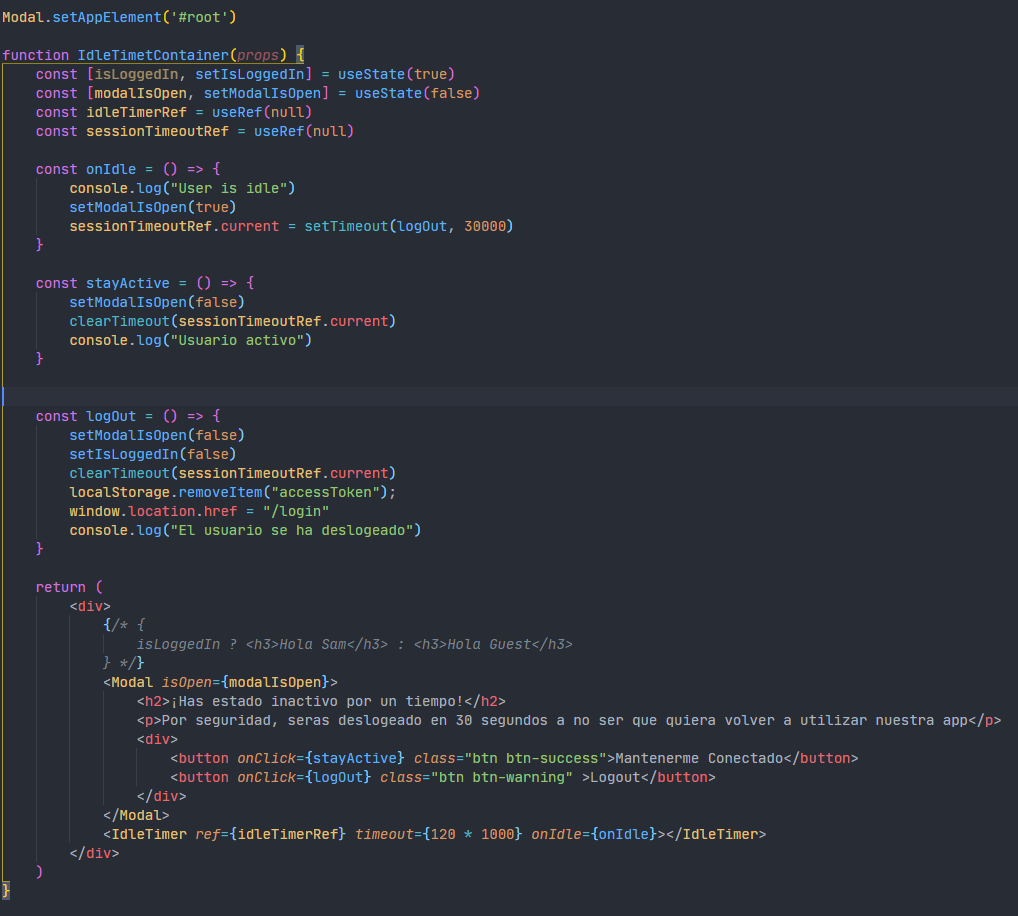 Modal.setAppElement('#root')
function IdleTimetContainer(props) {
const [isLoggedIn, setIsLoggedIn] = useState(true)
const [modalIsOpen, setModalIsOpen] = useState(false)
const idleTimerRef = useRef(null)
const sessionTimeoutRef = useRef(null)
const onIdle = () => {
console.log("User is idle")
setModalIsOpen(true)
sessionTimeoutRef.current = setTimeout(logOut, 30000)
}
const stayActive = () => {
setModalIsOpen(false)
clearTimeout(sessionTimeoutRef.current)
console.log("Usuario activo")
}
const logOut = () => {
setModalIsOpen(false)
setIsLoggedIn(false)
clearTimeout(sessionTimeoutRef.current)
localStorage.removeItem("accessToken");
window.location.href = "/login"
console.log("El usuario se ha deslogeado")
}
return (
<div>
{/* {
isLoggedIn ? <h3>Hola Sam</h3> : <h3>Hola Guest</h3>
} */}
<Modal isOpen={modalIsOpen}>
<h2>¡Has estado inactivo por un tiempo!</h2>
<p>Por seguridad, seras deslogeado en 30 segundos a no ser que quiera volver a utilizar nuestra app</p>
<div>
<button onClick={stayActive} class="btn btn-success">Mantenerme Conectado</button>
<button onClick={logOut} class="btn btn-warning" >Logout</button>
</div>
</Modal>
<IdleTimer ref={idleTimerRef} timeout={120 * 1000} onIdle={onIdle}></IdleTimer>
</div>
)
}